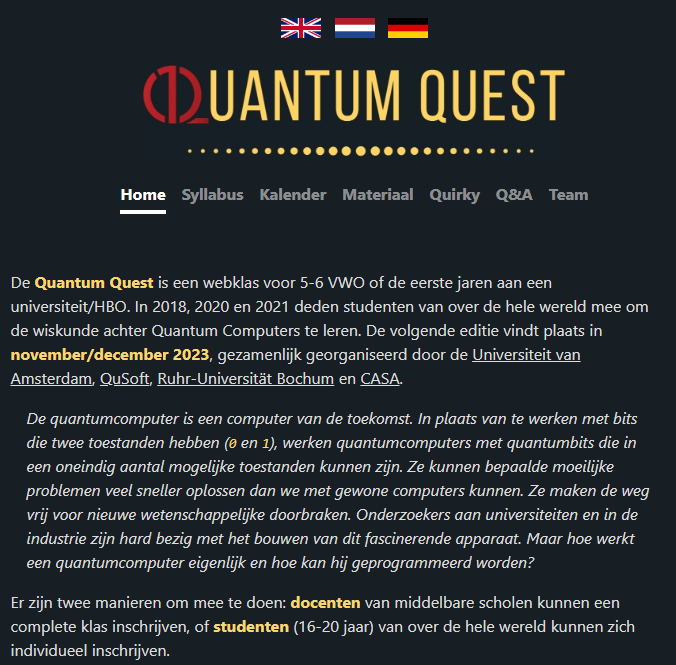 QUANTUM QUEST
Home Syllabus Kalender Materiaal Quirky Q&A Team
De Quantum Quest is een webklas voor 5-6 VWO of de eerste jaren aan een
universiteit/HBO. In 2018, 2020 en 2021 deden studenten van over de hele wereld mee om
de wiskunde achter Quantum Computers te leren. De volgende editie vindt plaats in
november/december 2023, gezamenlijk georganiseerd door de Universiteit van
Amsterdam, QuSoft, Ruhr-Universität Bochum en CASA.
De quantumcomputer is een computer van de toekomst. In plaats van te werken met bits
die twee toestanden hebben (0 en 1), werken quantumcomputers met quantumbits die in
een oneindig aantal mogelijke toestanden kunnen zijn. Ze kunnen bepaalde moeilijke
problemen veel sneller oplossen dan we met gewone computers kunnen. Ze maken de weg
vrij voor nieuwe wetenschappelijke doorbraken. Onderzoekers aan universiteiten en in de
industrie zijn hard bezig met het bouwen van dit fascinerende apparaat. Maar hoe werkt
een quantumcomputer eigenlijk en hoe kan hij geprogrammeerd worden?
Er zijn twee manieren om mee te doen: docenten van middelbare scholen kunnen een
complete klas inschrijven, of studenten (16-20 jaar) van over de hele wereld kunnen zich
individueel inschrijven.